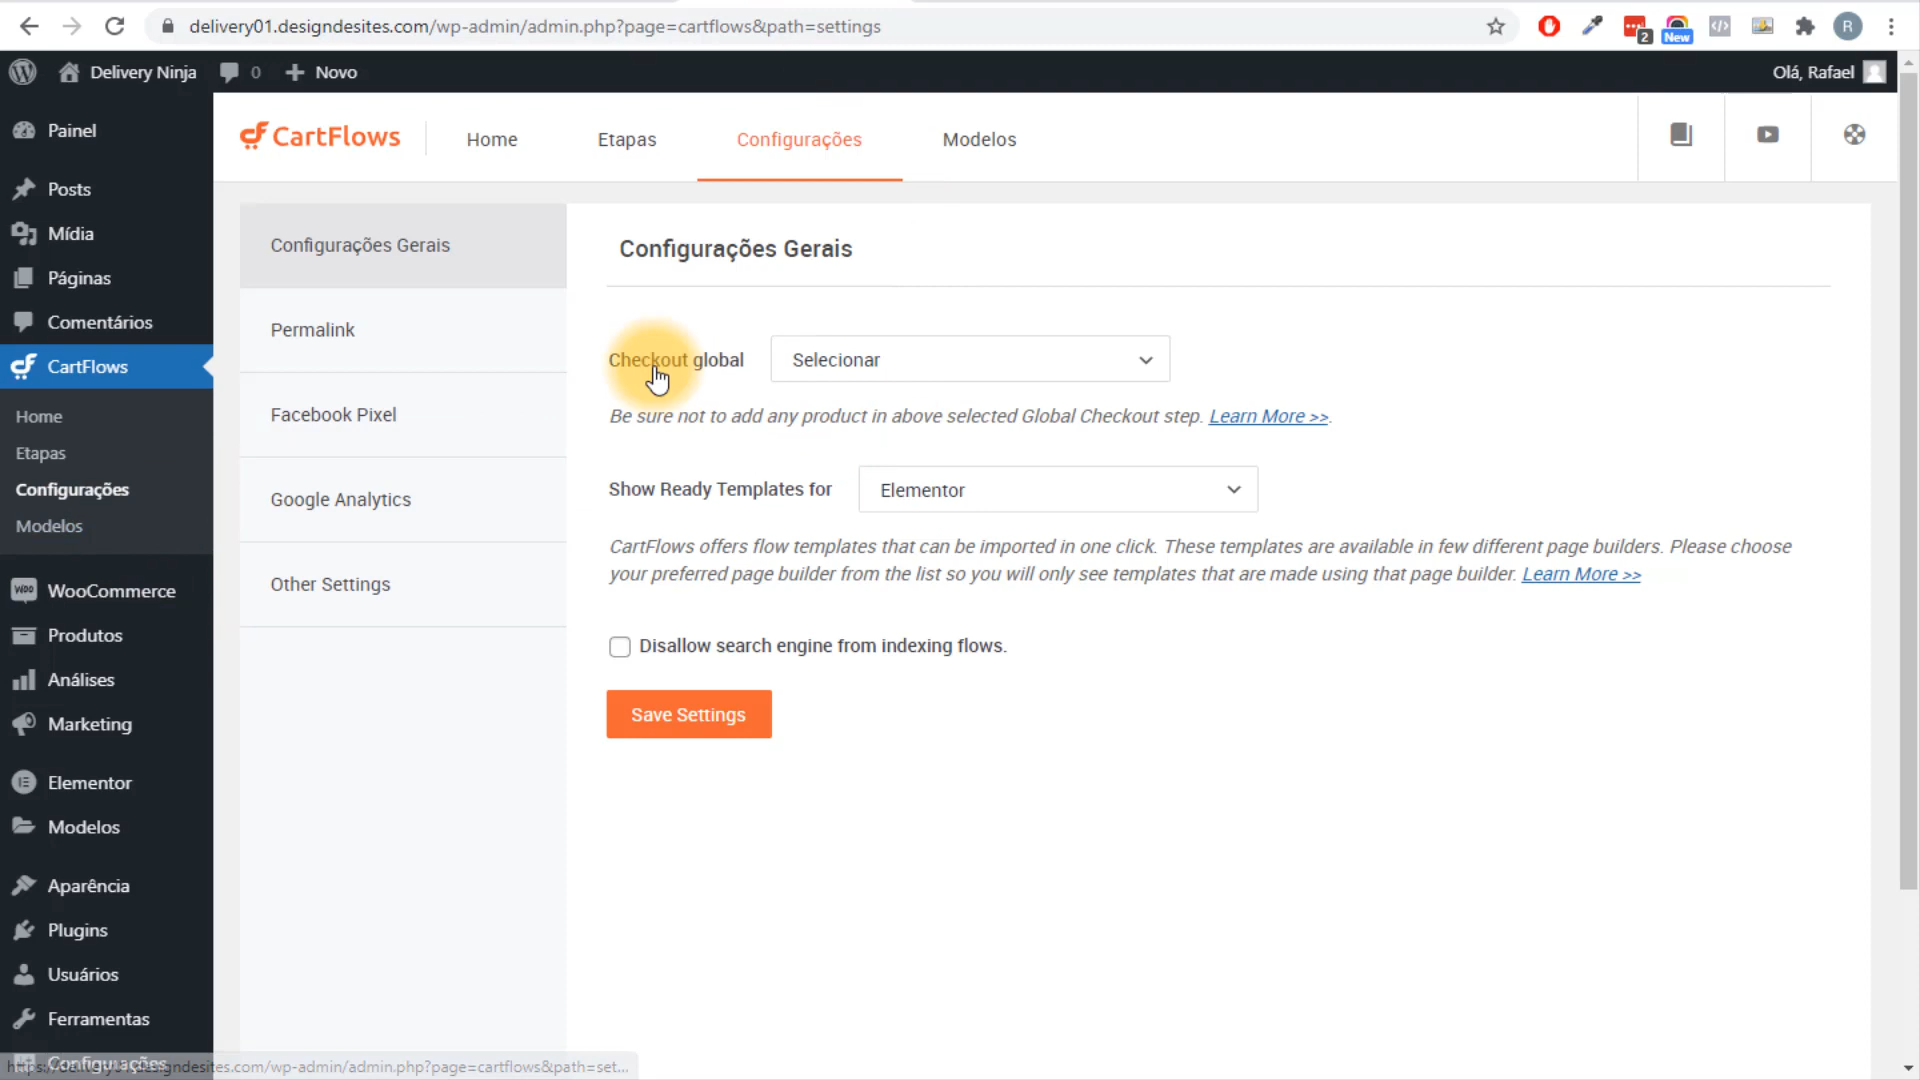 delivery01.designdesites.com/wp-admin/admin.php?page=cartflows&path=settings
2
New
R
Delivery Ninja
0
Novo
Olá, Rafael
Painel
Posts
Mídia
Páginas
Comentários
CartFlows
Home
Etapas
Configurações
Modelos
WooCommerce
Produtos
Análises
Marketing
Elementor
Modelos
Aparência
Plugins
Usuários
Ferramentas
Configurações
CartFlows
Home
Etapas
Configurações
Modelos
Configurações Gerais
Permalink
Facebook Pixel
Google Analytics
Other Settings
Configurações Gerais
Checkout global
Selecionar
Be sure not to add any product in above selected Global Checkout step. Learn More >>.
Show Ready Templates for
Elementor
CartFlows offers flow templates that can be imported in one click. These templates are available in few different page builders. Please choose
your preferred page builder from the list so you will only see templates that are made using that page builder. Learn More >>
Disallow search engine from indexing flows.
Save Settings
designdesites.com/wp-admin/admin.php?page=cartflows&path=set...